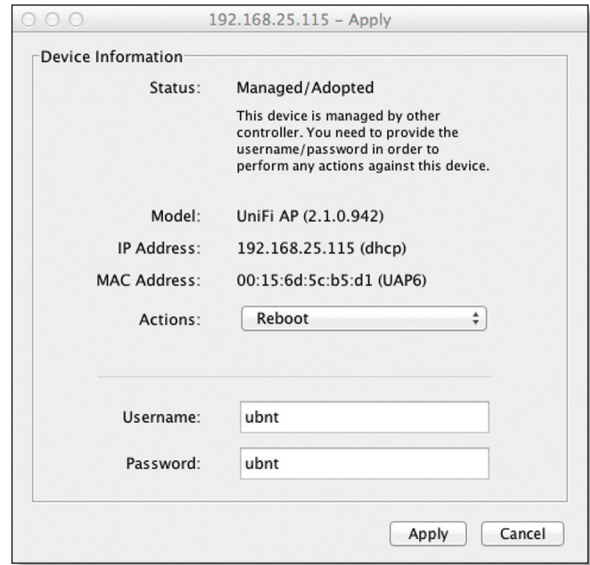 192.168.25.115 – Apply
Device Information
Status: Managed/Adopted
This device is managed by other
controller. You need to provide the
username/password in order to
perform any actions against this device.
Model: UniFi AP (2.1.0.942)
IP Address: 192.168.25.115 (dhcp)
MAC Address: 00:15:6d:5c:b5:d1 (UAP6)
Actions: Reboot
Username: ubnt
Password: ubnt
Apply Cancel